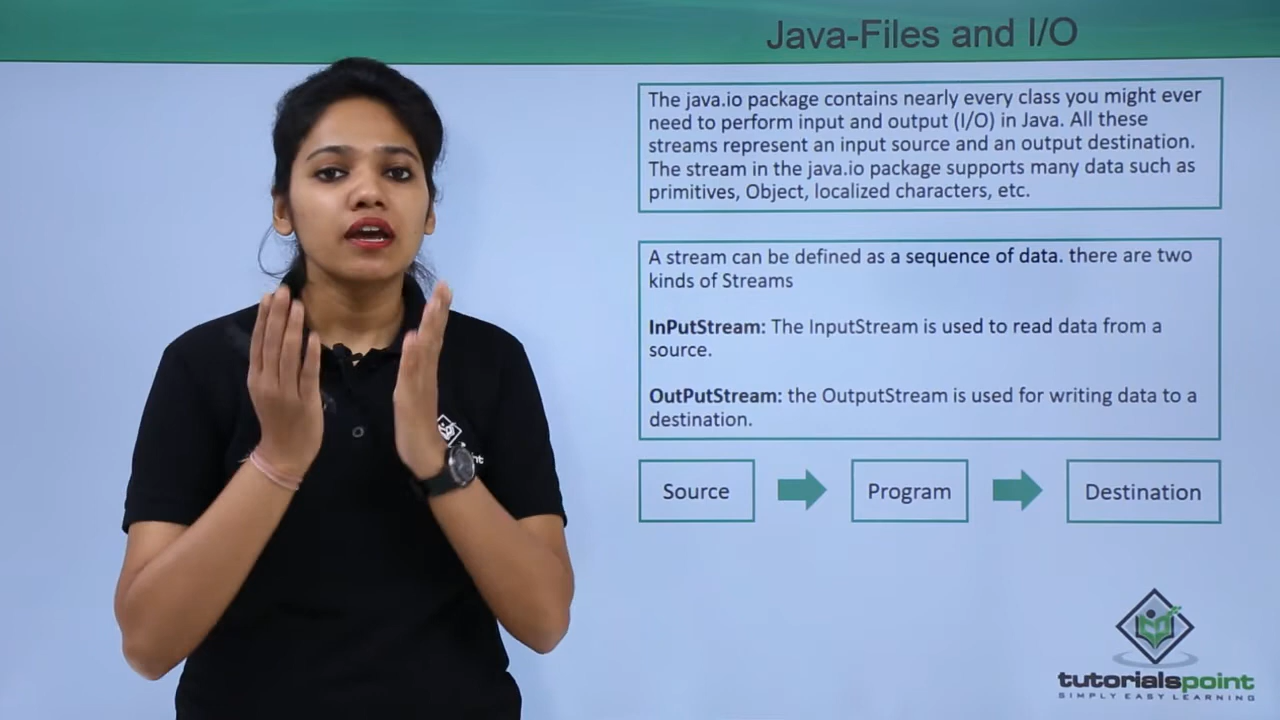 Java-Files and I/O
The java.io package contains nearly every class you might ever
need to perform input and output (I/O) in Java. All these
streams represent an input source and an output destination.
The stream in the java.io package supports many data such as
primitives, Object, localized characters, etc.
A stream can be defined as a sequence of data. there are two
kinds of Streams
InPutStream: The InputStream is used to read data from a
source.
OutPutStream: the OutputStream is used for writing data to a
destination.
Source
Program
Destination
tutorialspoint
SIMPLY EASY LEARNING